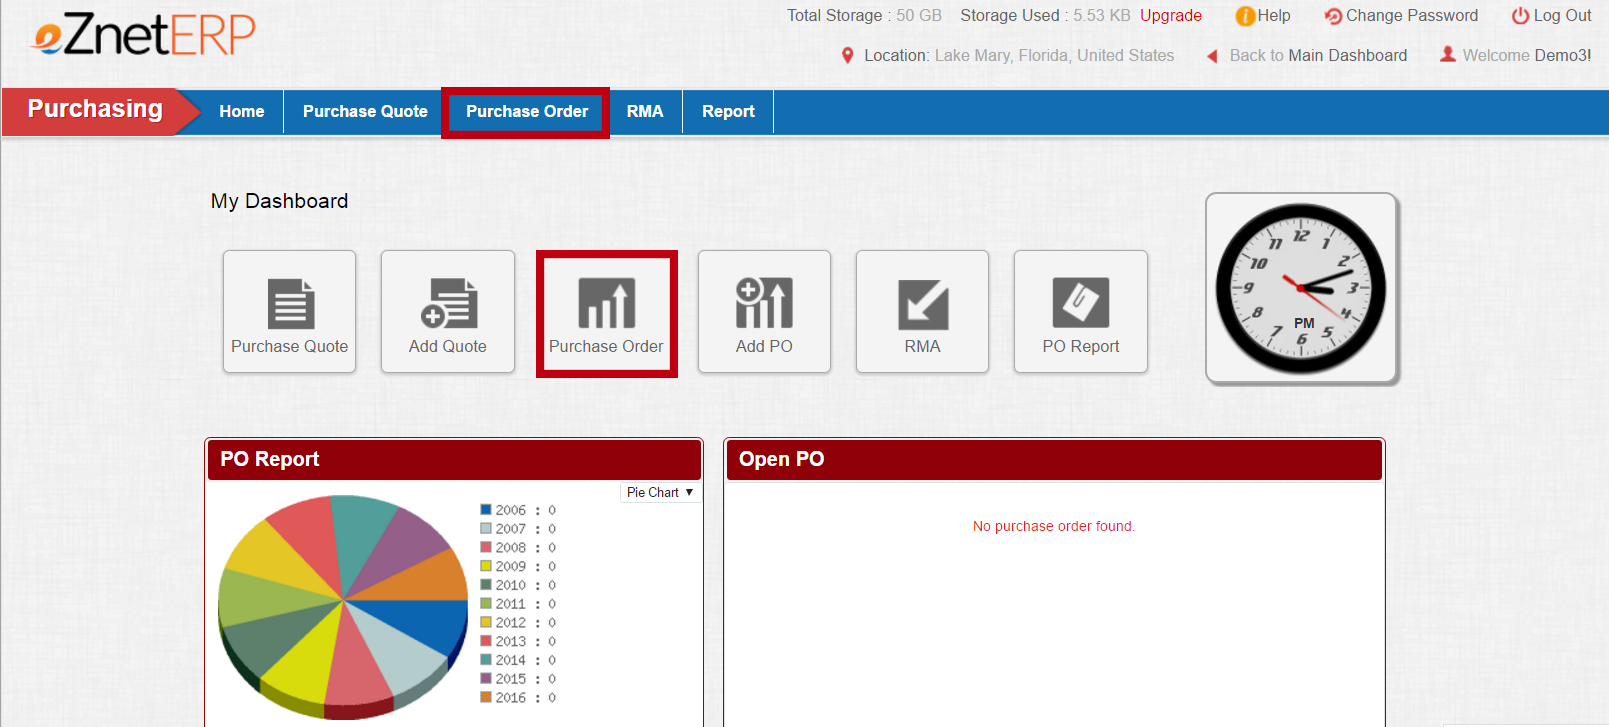 eZnetERP
Total Storage : 50 GB Storage Used : 5.53 KB Upgrade Help Change Password Log Out
Location: Lake Mary, Florida, United States Back to Main Dashboard Welcome Demo3!
Purchasing Home Purchase Quote Purchase Order RMA Report
My Dashboard
12
11 1
10 2
9 3
8 4
7 5
6
PM
Purchase Quote Add Quote Purchase Order Add PO RMA PO Report
PO Report
Pie Chart ▼
2006 : 0
2007 : 0
2008 : 0
2009 : 0
2010 : 0
2011 : 0
2012 : 0
2013 : 0
2014 : 0
2015 : 0
2016 : 0
Open PO
No purchase order found.